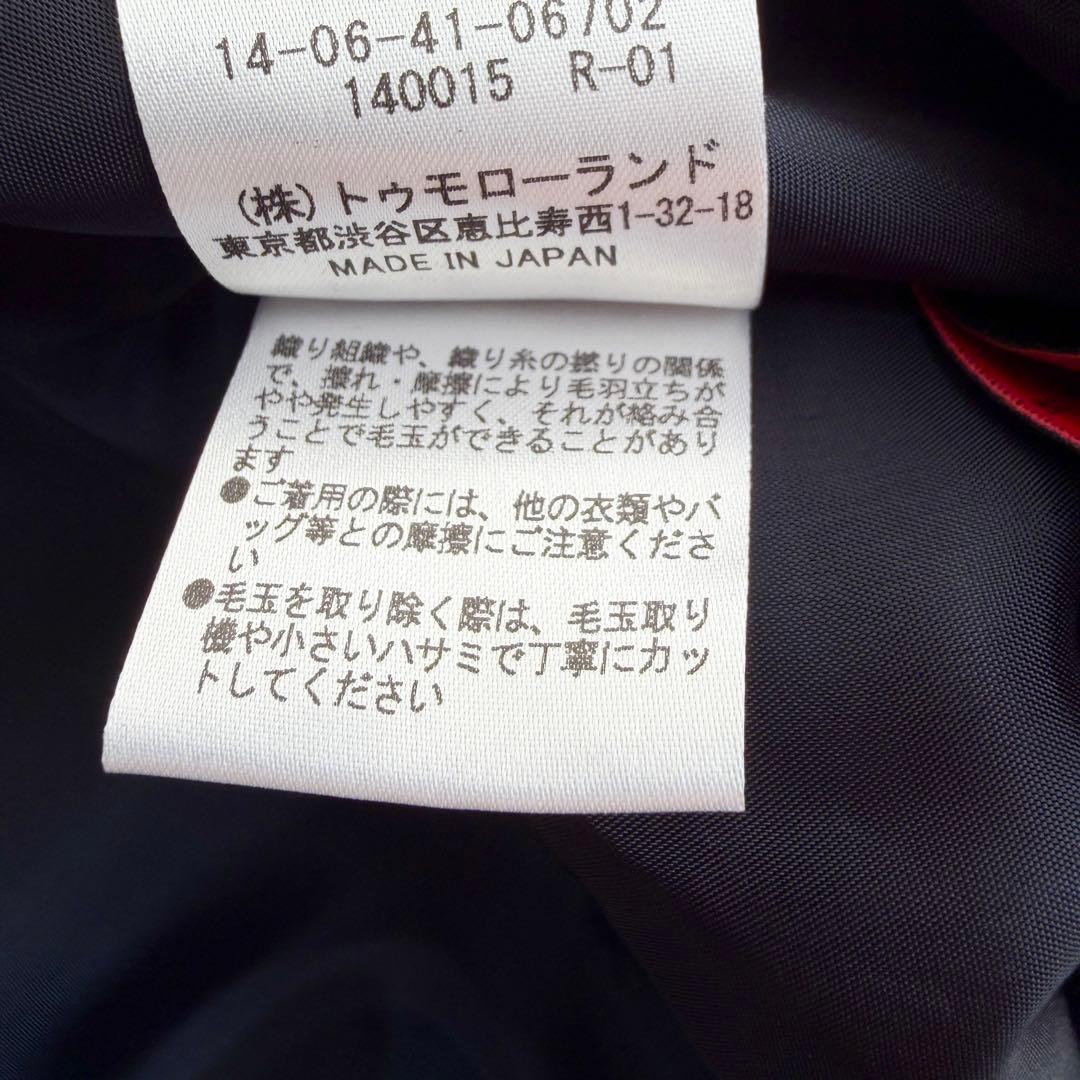 14-06-41-06702
140015 R-01
(株)トゥモローランド
東京都渋谷区恵比寿西1-32-18
MADE IN JAPAN
織り組織や、織り糸の撚りの関係
で、擦れ・摩擦により毛羽立ちが
やや発生しやすく、それが絡み合
うことで毛玉ができることがあり
ます
●ご着用の際には、他の衣類やバ
ッグ等との摩擦にご注意くださ
い
●毛玉を取り除く際は、毛玉取り
機や小さいハサミで丁寧にカッ
トしてください